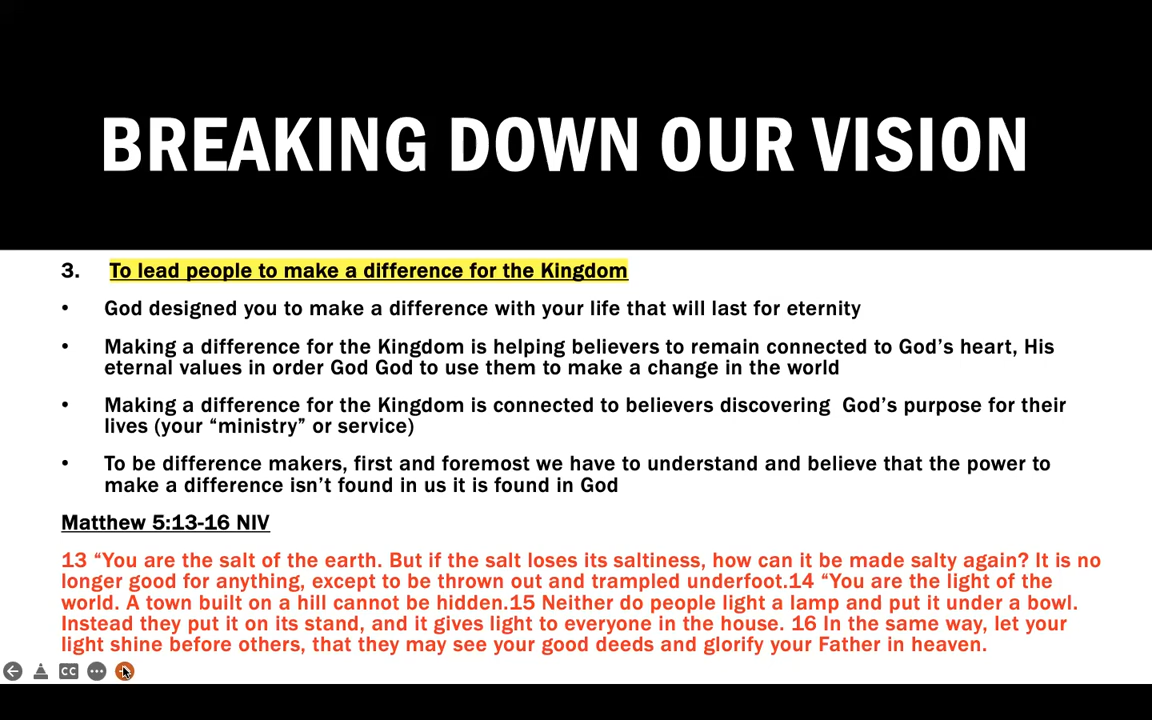 BREAKING DOWN OUR VISION
3. To lead people to make a difference for the Kingdom
• God designed you to make a difference with your life that will last for eternity
• Making a difference for the Kingdom is helping believers to remain connected to God’s heart, His
eternal values in order God God to use them to make a change in the world
• Making a difference for the Kingdom is connected to believers discovering  God’s purpose for their
lives (your “ministry” or service)
• To be difference makers, first and foremost we have to understand and believe that the power to
make a difference isn’t found in us it is found in God
Matthew 5:13-16 NIV
13 “You are the salt of the earth. But if the salt loses its saltiness, how can it be made salty again? It is no
longer good for anything, except to be thrown out and trampled underfoot.14 “You are the light of the
world. A town built on a hill cannot be hidden.15 Neither do people light a lamp and put it under a bowl.
Instead they put it on its stand, and it gives light to everyone in the house. 16 In the same way, let your
light shine before others, that they may see your good deeds and glorify your Father in heaven.
CC